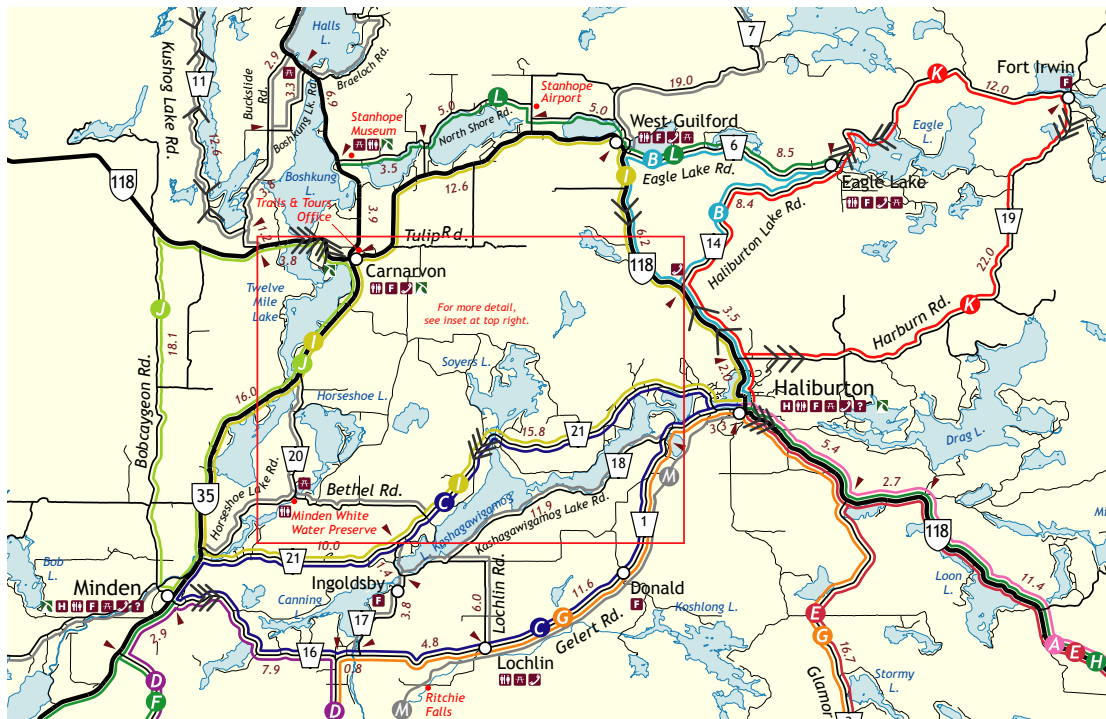 Halls
L.
7
Kushog Lake Rd.
11
12.6
2.9
3.3
Buckslide
Rd.
Boshkung Lk. Rd.
6.9
Braeloch Rd.
19.0
K
12.0
Fort Irwin
F
Stanhope
Airport
5.0
L
5.0
North Shore Rd.
Stanhope
Museum
3.5
West Guilford
F
B
L
6
8.5
Eagle
L.
Eagle Lake Rd.
Eagle Lake
F
118
Boshkung
L.
Trails & Tours
Office
3.9
12.6
I
6.2
B
8.4
14
Haliburton Lake Rd.
19
22.0
11.2
3.8
Tulip Rd.
Carnarvon
F
118
Twelve
Mile
Lake
For more detail,
see inset at top right.
3.5
Harburn Rd.
K
J
18.1
Bobcaygeon Rd.
I
J
16.0
Soyers L.
2.0
Haliburton
H F ?
Horseshoe L.
15.8
21
3.3
Drag L.
5.4
20
Horseshoe Lake Rd.
Bethel Rd.
18
M
35
C
I
Kashagawigamog
11.9
Kashagawigamog Lake Rd.
2.7
Minden White
Water Preserve
1
118
10.0
21
Bob
L.
Ingoldsby
F
1.4
Lochlin Rd.
Donald
F
Loon
L.
11.4
Minden
H F ?
Canning
3.8
6.0
11.6
C
G
Gelert Rd.
Koshlong L.
17
E
G
2.9
16
4.8
7.9
0.8
Lochlin
16.7
A
E
H
D
F
D
M
Ritchie
Falls
Stormy
L.
Glamor